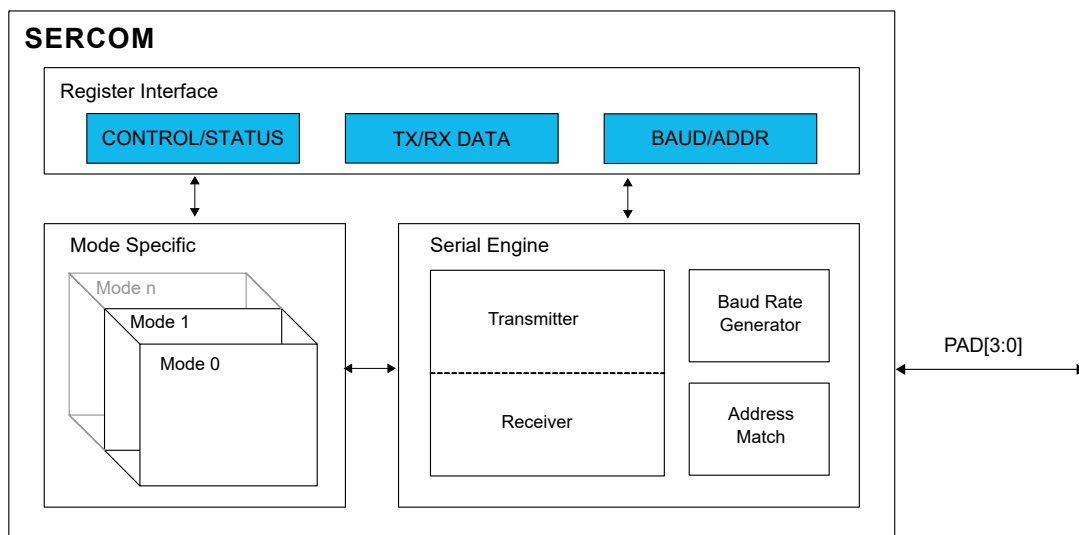 SERCOM
Register Interface
CONTROL/STATUS
TX/RX DATA
BAUD/ADDR
Mode Specific
Mode n
Mode 1
Mode 0
Serial Engine
Transmitter
Receiver
Baud Rate
Generator
Address
Match
PAD[3:0]